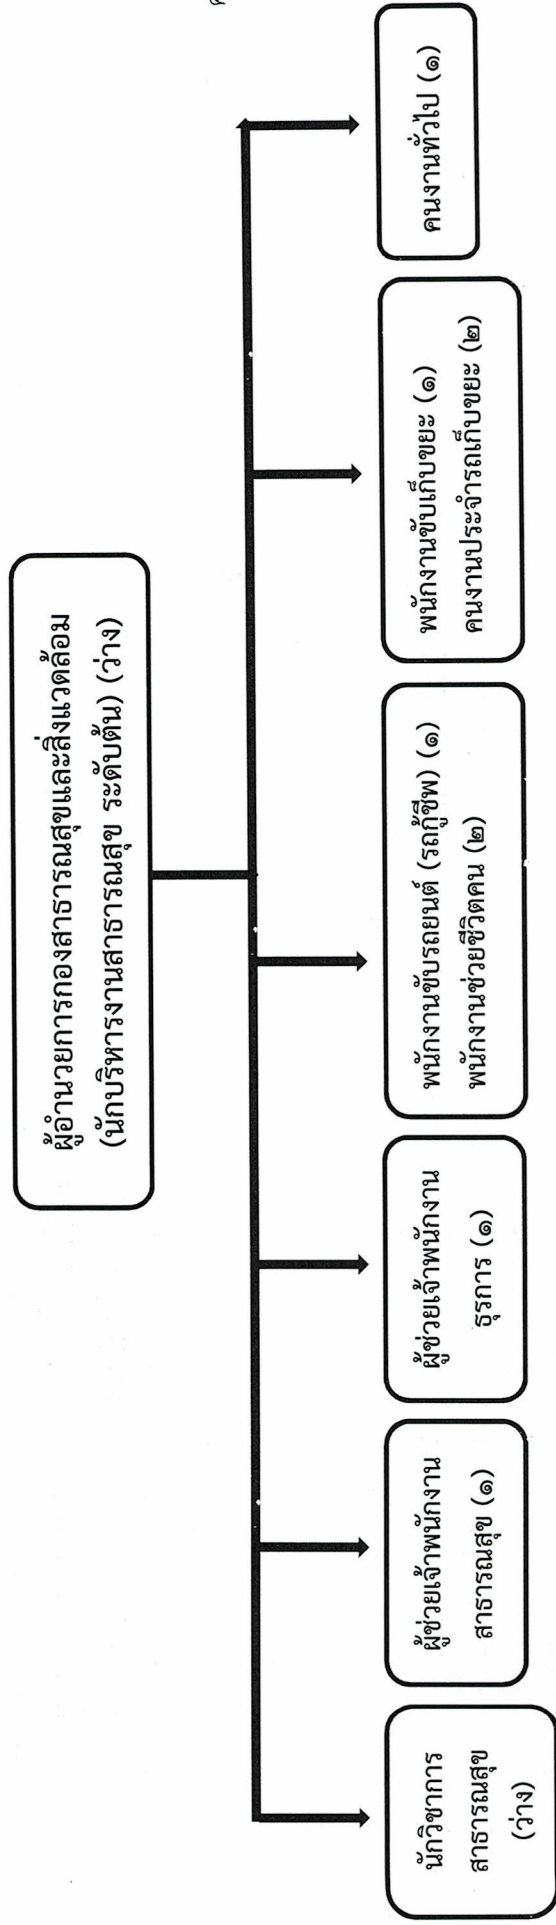 ผู้อำนวยการกองสาธารณสุขและสิ่งแวดล้อม
(นักบริหารงานสาธารณสุข ระดับต้น) (ว่าง)
นักวิชาการ
สาธารณสุข
(ว่าง)
ผู้ช่วยเจ้าพนักงาน
สาธารณสุข (๑)
ผู้ช่วยเจ้าพนักงาน
ธุรการ (๑)
พนักงานขับรถยนต์ (รถกู้ชีพ) (๑)
พนักงานช่วยชีวิตคน (๒)
พนักงานขับเก็บขยะ (๑)
คนงานประจำรถเก็บขยะ (๒)
คนงานทั่วไป (๑)